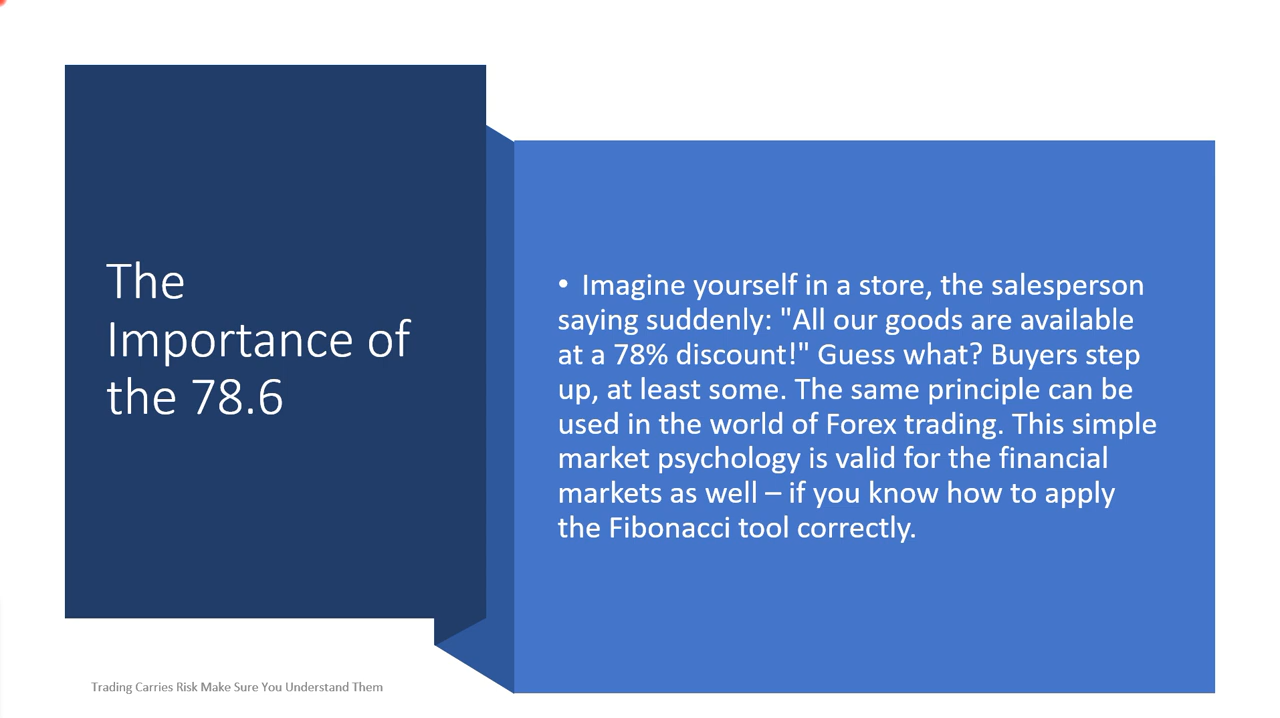 The
Importance of
the 78.6
• Imagine yourself in a store, the salesperson
saying suddenly: "All our goods are available
at a 78% discount!" Guess what? Buyers step
up, at least some. The same principle can be
used in the world of Forex trading. This simple
market psychology is valid for the financial
markets as well – if you know how to apply
the Fibonacci tool correctly.
Trading Carries Risk Make Sure You Understand Them